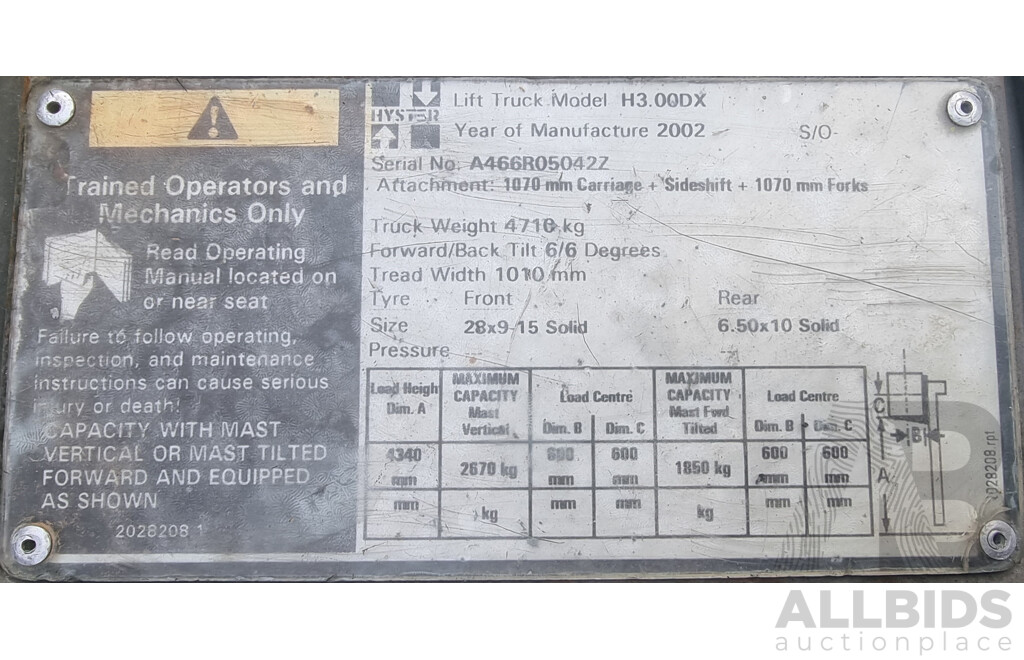 Trained Operators and
Mechanics Only
Read Operating
Manual located on
or near seat
Failure to follow operating,
inspection, and maintenance
instructions can cause serious
injury or death!
CAPACITY WITH MAST
VERTICAL OR MAST TILTED
FORWARD AND EQUIPPED
AS SHOWN
2028208 1
HYSTER
Lift Truck Model H3.00DX
Year of Manufacture 2002 S/O
Serial No. A466R05042Z
Attachment: 1070 mm Carriage + Sideshift + 1070 mm Forks
Truck Weight 4710 kg
Forward/Back Tilt 6/6 Degrees
Tread Width 1010 mm
Tyre Front Rear
Size 28x9-15 Solid 6.50x10 Solid
Pressure
Load Heigh Dim. A MAXIMUM CAPACITY Mast Vertical Load Centre Dim. B Dim. C MAXIMUM CAPACITY Mast Fwd Tilted Load Centre Dim. B Dim. C
4340 mm 2670 kg 600 mm 600 mm 1850 kg 600 mm 600 mm
mm kg mm mm kg mm mm
C
B
A
2028208.rpt
ALLBIDS
auctionplace